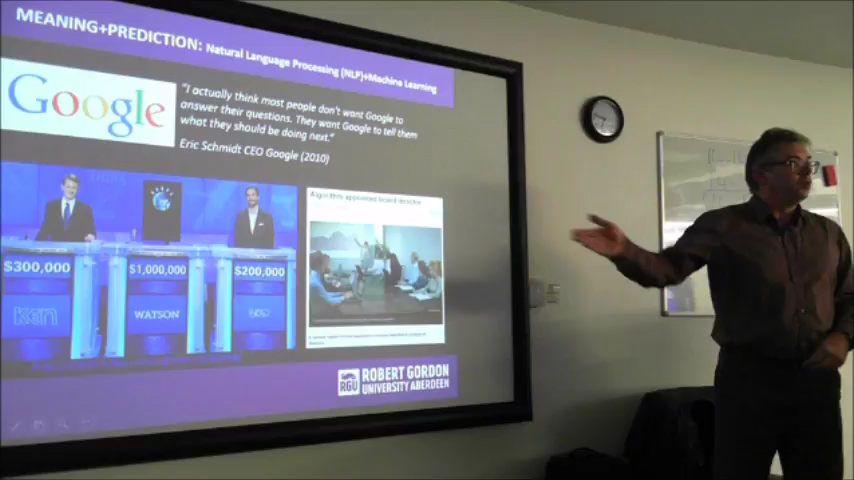 MEANING+PREDICTION: Natural Language Processing (NLP)+Machine Learning
Google
"I actually think most people don't want Google to
answer their questions. They want Google to tell them
what they should be doing next."
Eric Schmidt CEO Google (2010)
Algorithm appointed board director
$300,000
$1,000,000
$200,000
Ken
WATSON
RGU
ROBERT GORDON
UNIVERSITY ABERDEEN